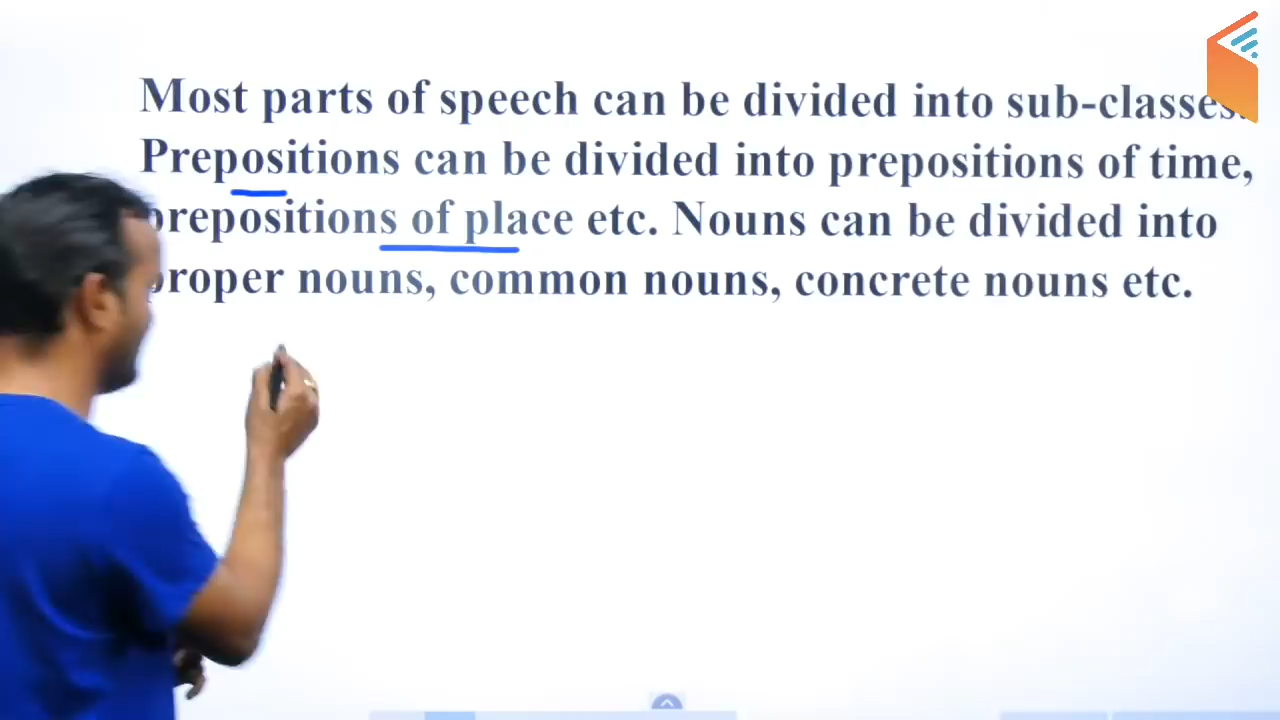 Most parts of speech can be divided into sub-classes.
Prepositions can be divided into prepositions of time,
prepositions of place etc. Nouns can be divided into
proper nouns, common nouns, concrete nouns etc.